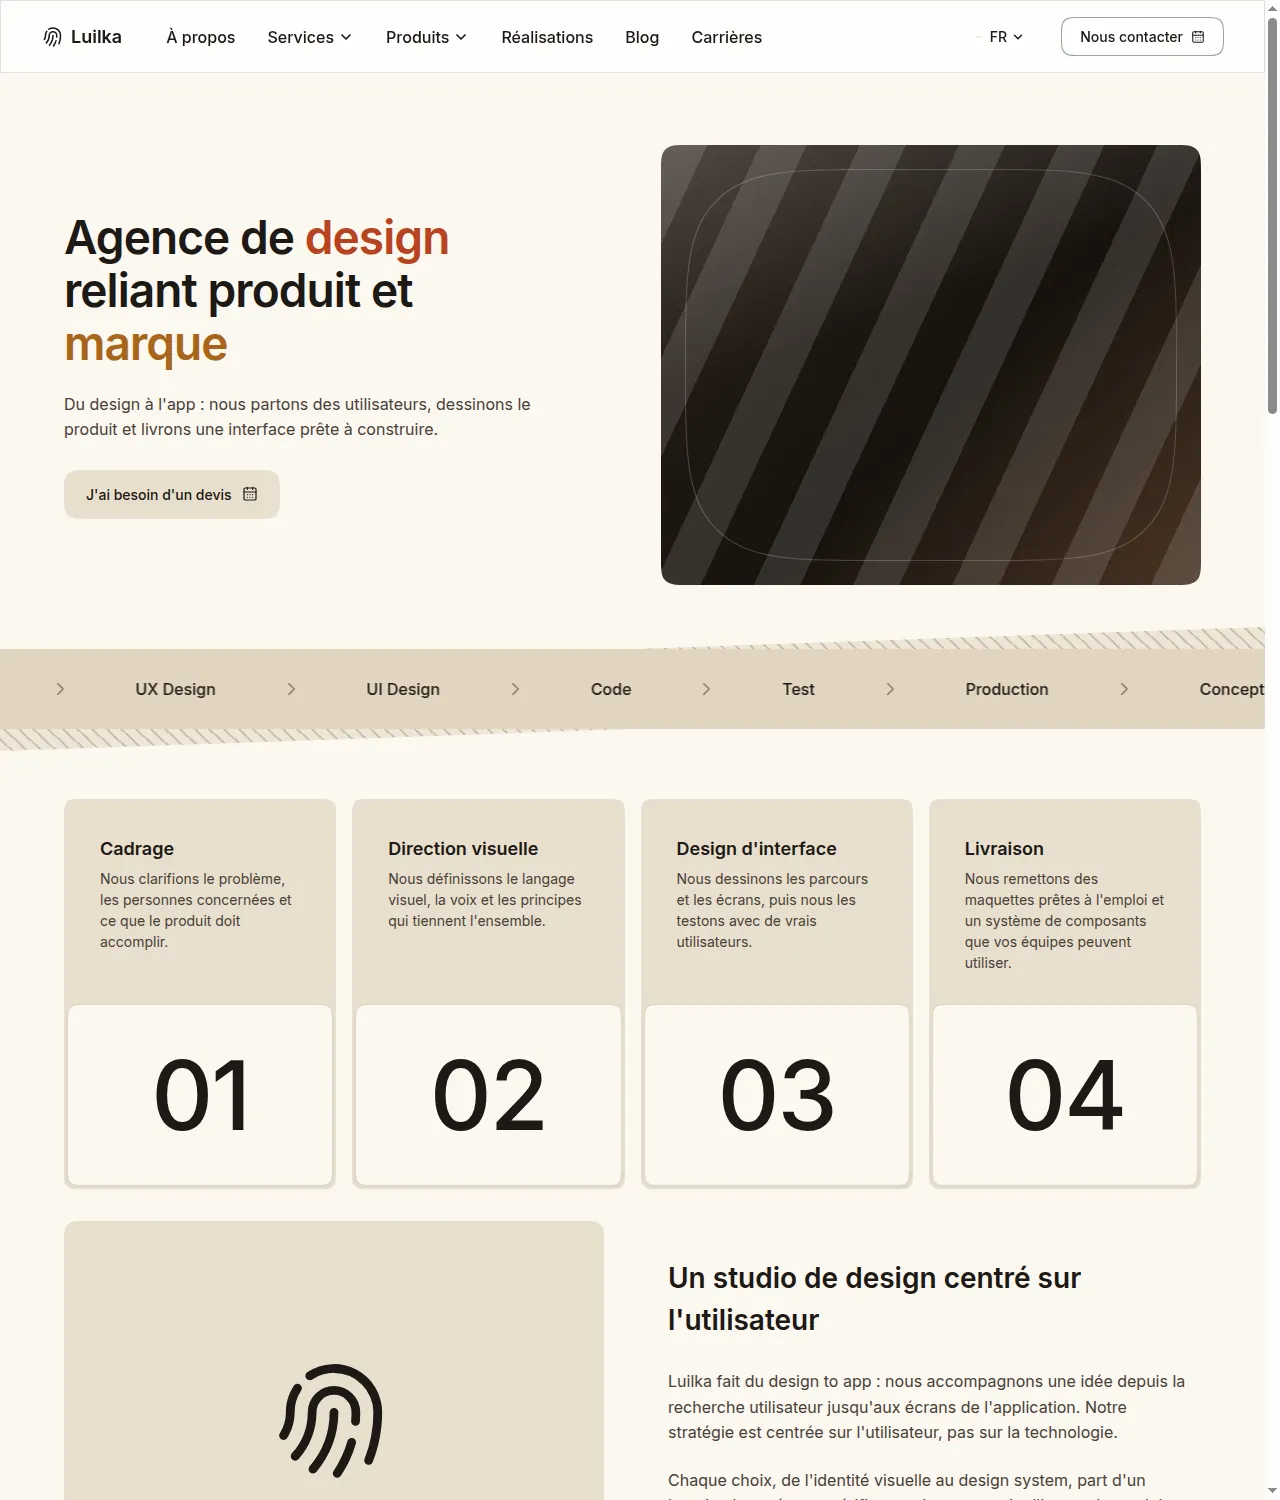 Luilka
À propos
Services
Produits
Réalisations
Blog
Carrières
FR
Nous contacter
Agence de design
reliant produit et
marque
Du design à l'app : nous partons des utilisateurs, dessinons le
produit et livrons une interface prête à construire.
J'ai besoin d'un devis
UX Design
UI Design
Code
Test
Production
Concept
Cadrage
Nous clarifions le problème,
les personnes concernées et
ce que le produit doit
accomplir.
01
Direction visuelle
Nous définissons le langage
visuel, la voix et les principes
qui tiennent l'ensemble.
02
Design d'interface
Nous dessinons les parcours
et les écrans, puis nous les
testons avec de vrais
utilisateurs.
03
Livraison
Nous remettons des
maquettes prêtes à l'emploi et
un système de composants
que vos équipes peuvent
utiliser.
04
Un studio de design centré sur
l'utilisateur
Luilka fait du design to app : nous accompagnons une idée depuis la
recherche utilisateur jusqu'aux écrans de l'application. Notre
stratégie est centrée sur l'utilisateur, pas sur la technologie.
Chaque choix, de l'identité visuelle au design system, part d'un